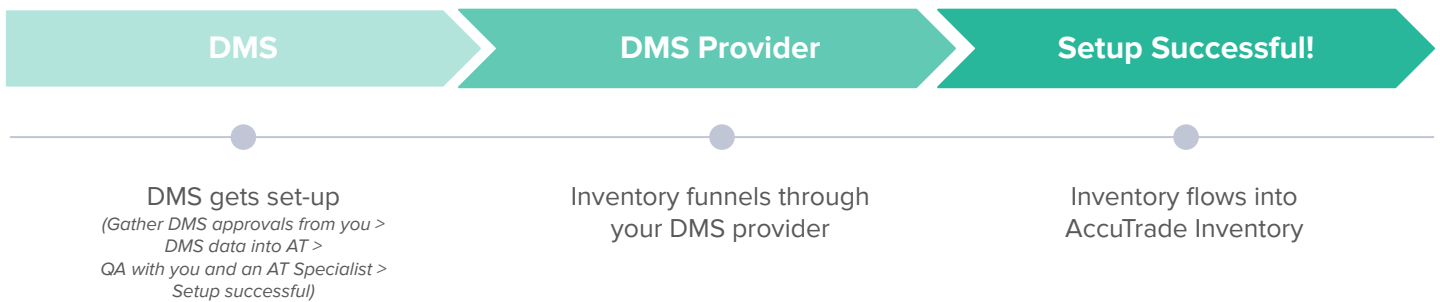 DMS
DMS Provider
Setup Successful!
DMS gets set-up
(Gather DMS approvals from you >
DMS data into AT >
QA with you and an AT Specialist >
Setup successful)
Inventory funnels through
your DMS provider
Inventory flows into
AccuTrade Inventory